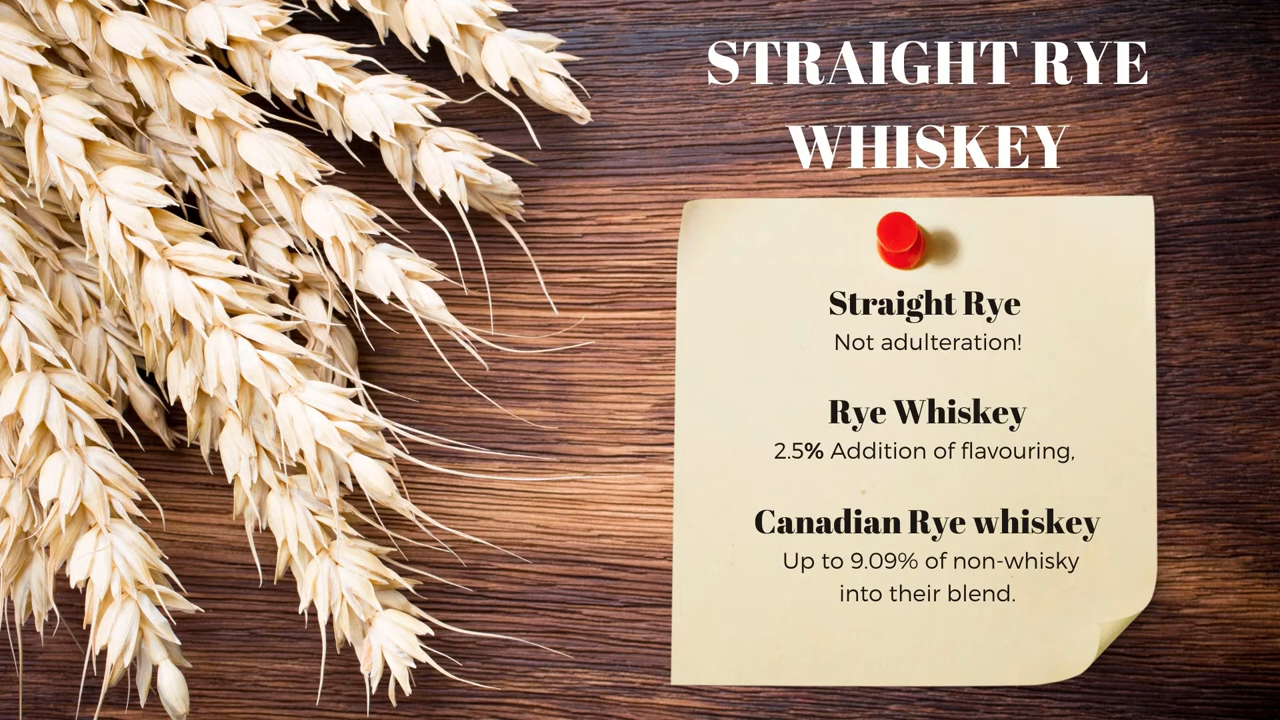 STRAIGHT RYE
WHISKEY
Straight Rye
Not adulteration!
Rye Whiskey
2.5% Addition of flavouring,
Canadian Rye whiskey
Up to 9.09% of non-whisky
into their blend.